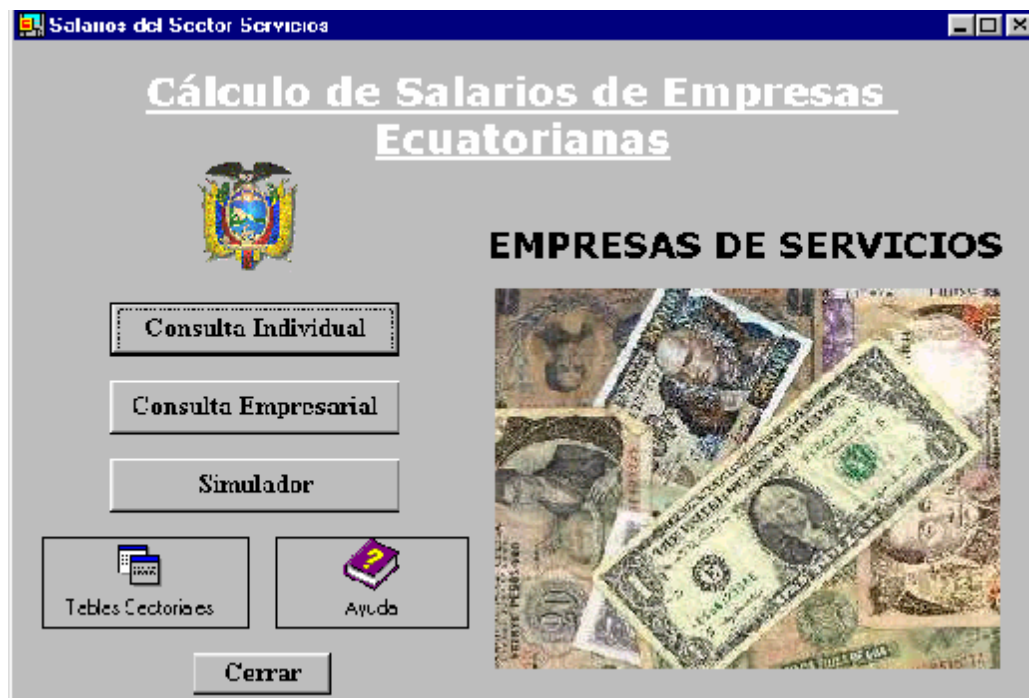 Salarios del Sector Servicios
Cálculo de Salarios de Empresas
Ecuatorianas
EMPRESAS DE SERVICIOS
Consulta Individual
Consulta Empresarial
Simulador
Tablas Sectoriales
Ayuda
Cerrar